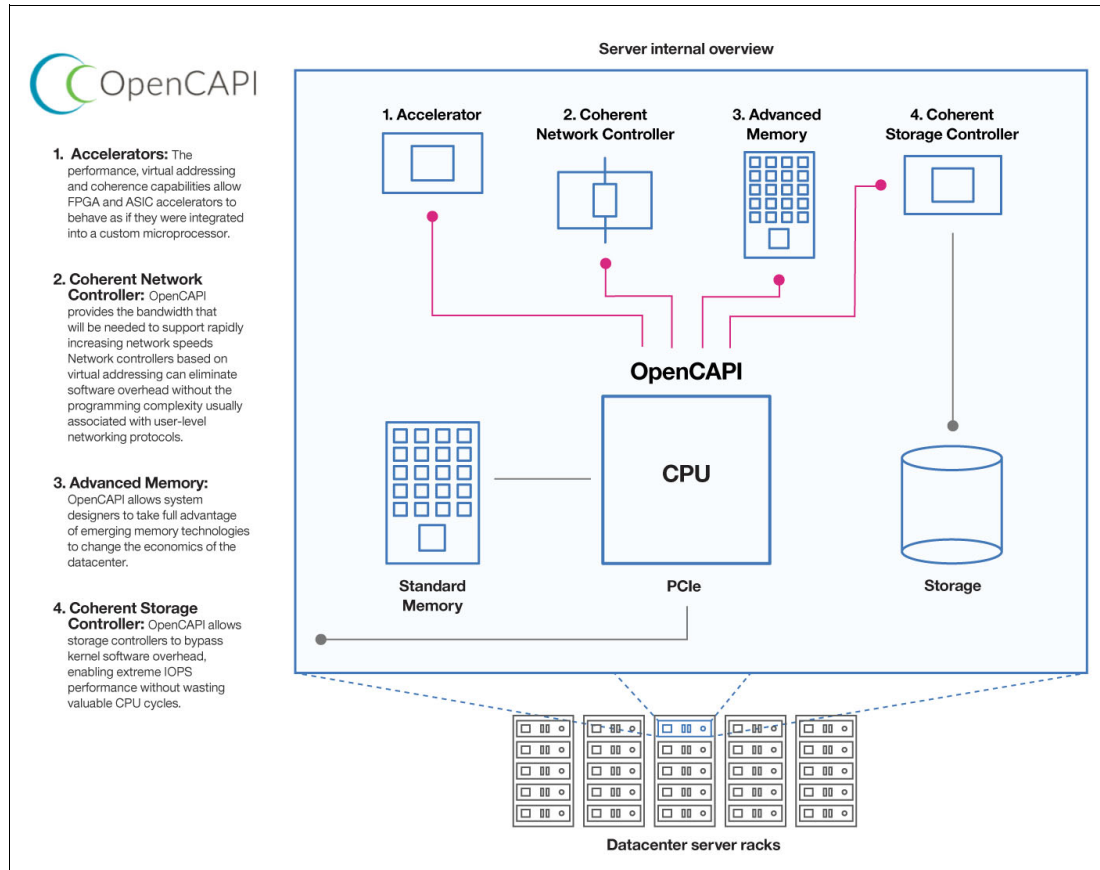 OpenCAPI
1. Accelerators: The
performance, virtual addressing
and coherence capabilities allow
FPGA and ASIC accelerators to
behave as if they were integrated
into a custom microprocessor.
2. Coherent Network
Controller: OpenCAPI
provides the bandwidth that
will be needed to support rapidly
increasing network speeds
Network controllers based on
virtual addressing can eliminate
software overhead without the
programming complexity usually
associated with user-level
networking protocols.
3. Advanced Memory:
OpenCAPI allows system
designers to take full advantage
of emerging memory technologies
to change the economics of the
datacenter.
4. Coherent Storage
Controller: OpenCAPI allows
storage controllers to bypass
kernel software overhead,
enabling extreme IOPS
performance without wasting
valuable CPU cycles.
Server internal overview
1. Accelerator
2. Coherent
Network Controller
3. Advanced
Memory
4. Coherent
Storage Controller
OpenCAPI
CPU
Standard
Memory
PCIe
Storage
Datacenter server racks